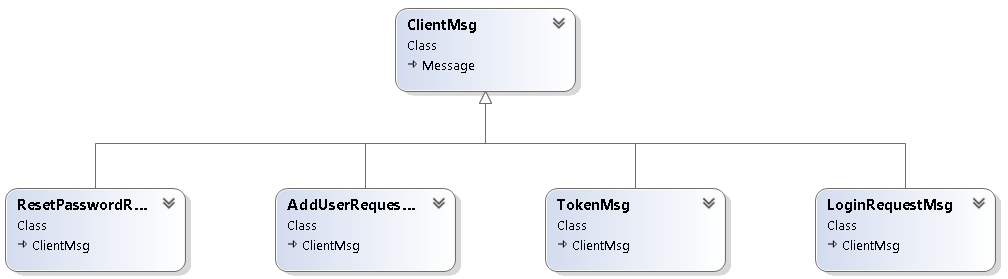 ClientMsg
Class
Message
ResetPasswordR...
Class
ClientMsg
AddUserReques...
Class
ClientMsg
TokenMsg
Class
ClientMsg
LoginRequestMsg
Class
ClientMsg